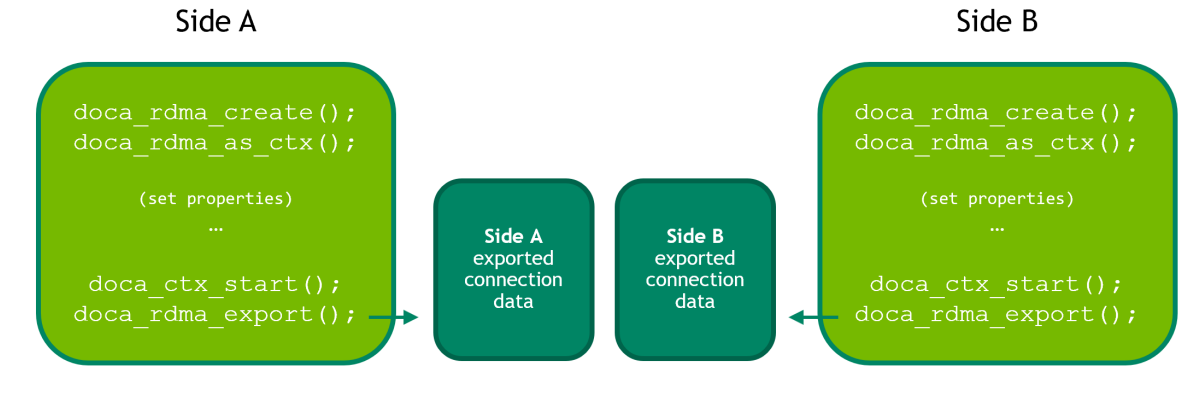 Side A
Side B
doca_rdma_create();
doca_rdma_as_ctx();
(set properties)
…
doca_ctx_start();
doca_rdma_export();
Side A
exported
connection
data
Side B
exported
connection
data
doca_rdma_create();
doca_rdma_as_ctx();
(set properties)
…
doca_ctx_start();
doca_rdma_export();